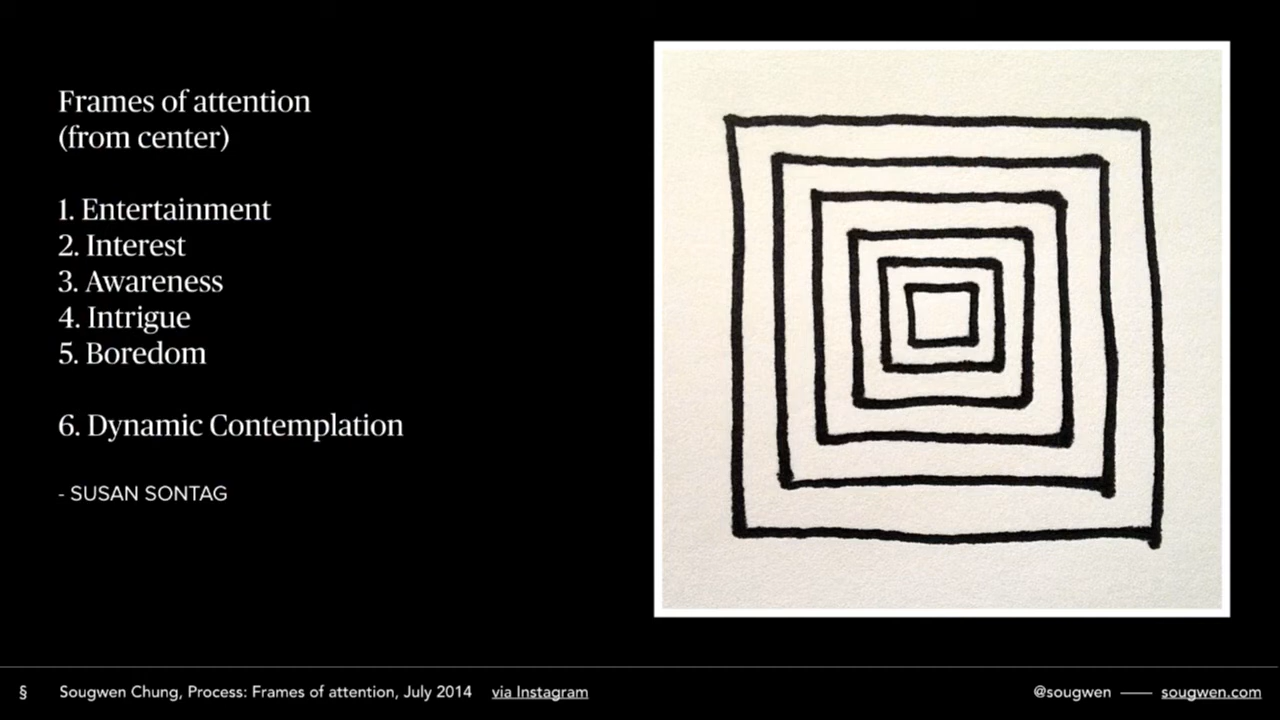 Frames of attention
(from center)
1. Entertainment
2. Interest
3. Awareness
4. Intrigue
5. Boredom
6. Dynamic Contemplation
- SUSAN SONTAG
§ Sougwen Chung, Process: Frames of attention, July 2014 via Instagram
@sougwen —— sougwen.com